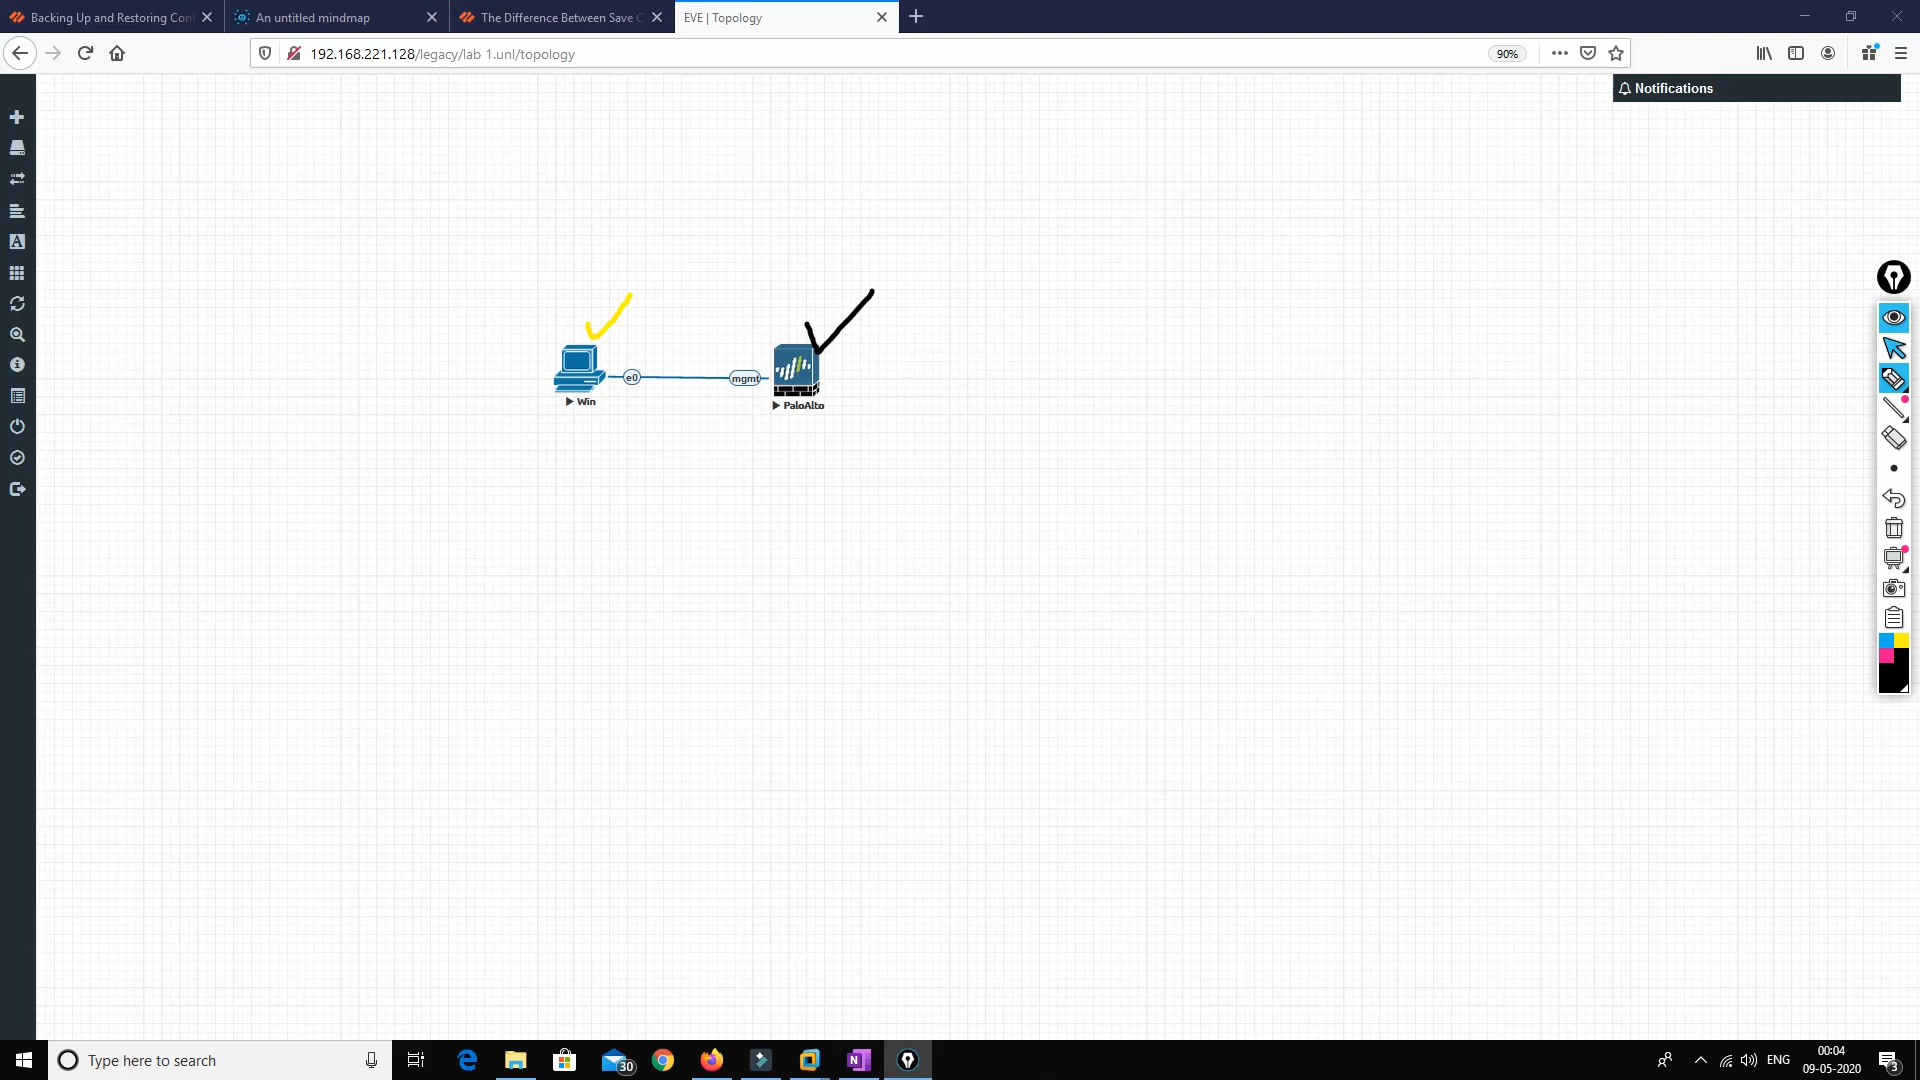 Backing Up and Restoring Conf
An untitled mindmap
The Difference Between Save C
EVE | Topology
192.168.221.128/legacy/lab 1.unl/topology
90%
Notifications
e0
mgmt
Win
PaloAlto
Type here to search
30
N
ENG
00:04
09-05-2020
3